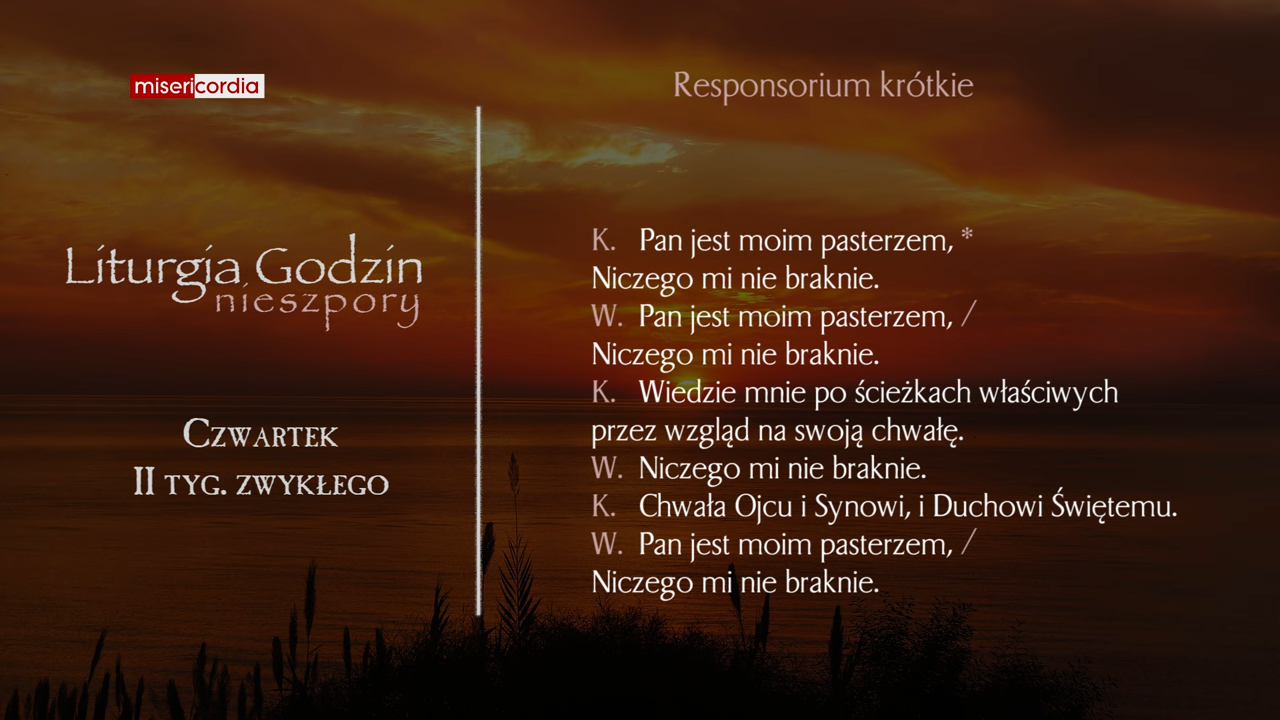 misericordia
Liturgia Godzin
nieszpory
Czwartek
II tyg. zwykłego
Responsorium krótkie
K. Pan jest moim pasterzem, *
Niczego mi nie braknie.
W. Pan jest moim pasterzem, /
Niczego mi nie braknie.
K. Wiedzie mnie po ścieżkach właściwych
przez wzgląd na swoją chwałę.
W. Niczego mi nie braknie.
K. Chwała Ojcu i Synowi, i Duchowi Świętemu.
W. Pan jest moim pasterzem, /
Niczego mi nie braknie.